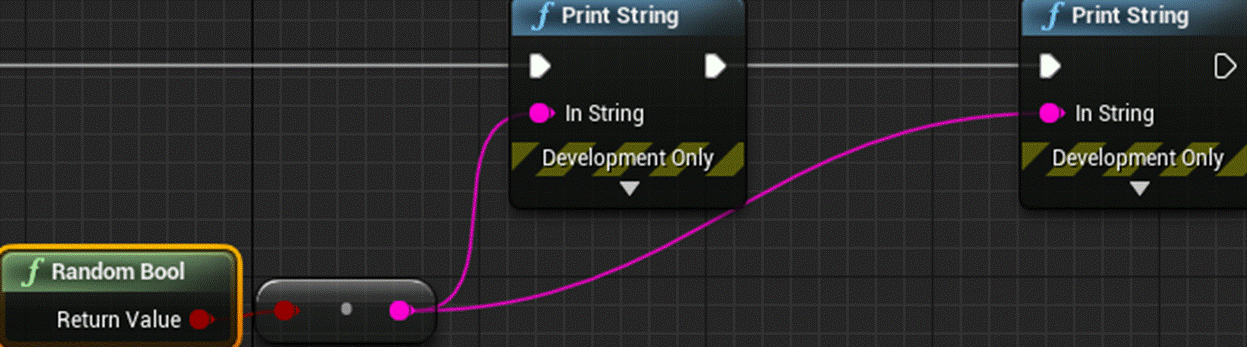 Print String
Print String
In String
In String
Development Only
Development Only
Random Bool
Return Value